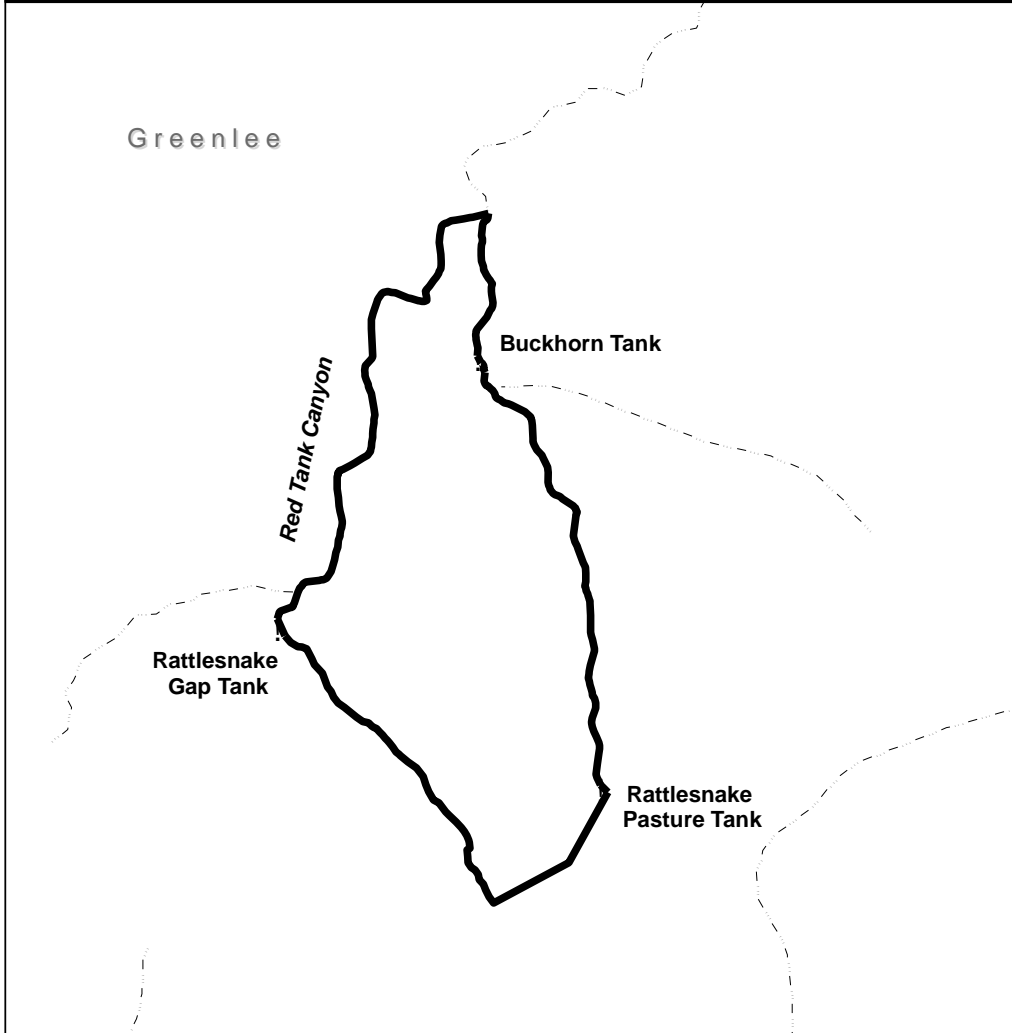 Greenlee
Buckhorn Tank
Red Tank Canyon
Rattlesnake
Gap Tank
Rattlesnake
Pasture Tank